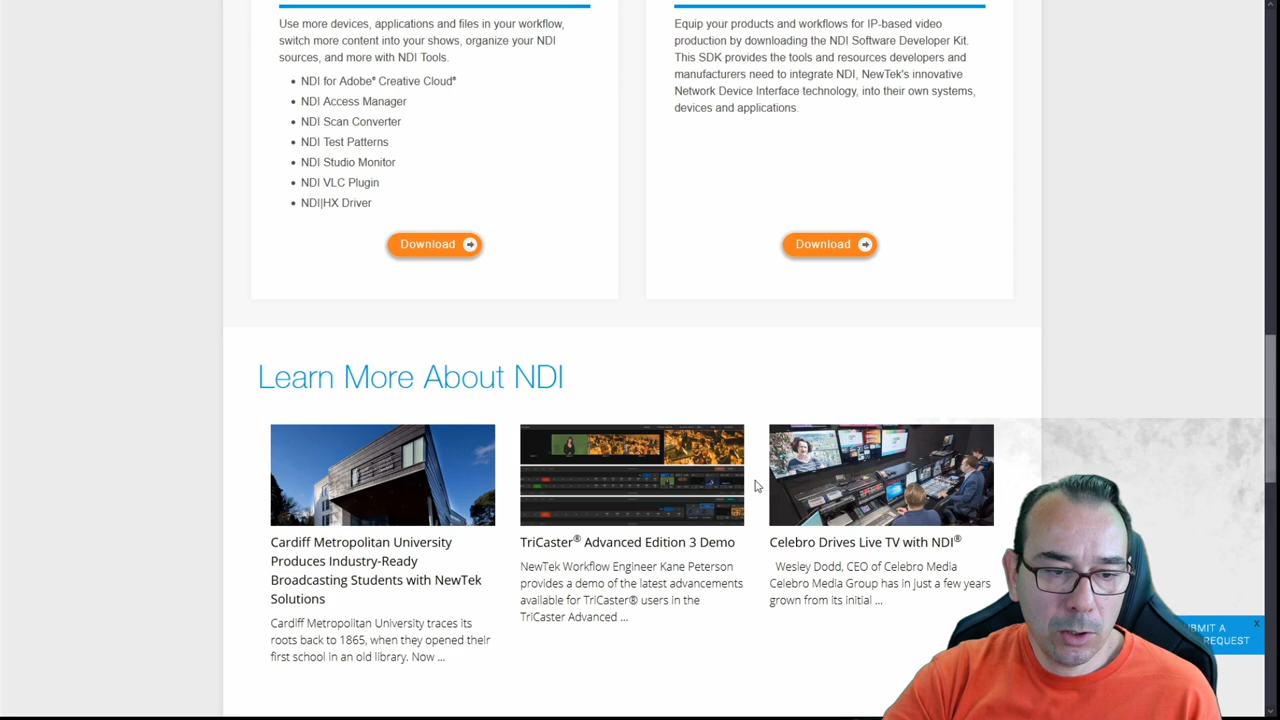 Use more devices, applications and files in your workflow,
switch more content into your shows, organize your NDI
sources, and more with NDI Tools.
• NDI for Adobe® Creative Cloud®
• NDI Access Manager
• NDI Scan Converter
• NDI Test Patterns
• NDI Studio Monitor
• NDI VLC Plugin
• NDI|HX Driver
Download
Equip your products and workflows for IP-based video
production by downloading the NDI Software Developer Kit.
This SDK provides the tools and resources developers and
manufacturers need to integrate NDI, NewTek's innovative
Network Device Interface technology, into their own systems,
devices and applications.
Download
Learn More About NDI
Cardiff Metropolitan University
Produces Industry-Ready
Broadcasting Students with NewTek
Solutions
Cardiff Metropolitan University traces its
roots back to 1865, when they opened their
first school in an old library. Now ...
TriCaster® Advanced Edition 3 Demo
NewTek Workflow Engineer Kane Peterson
provides a demo of the latest advancements
available for TriCaster® users in the
TriCaster Advanced ...
Celebro Drives Live TV with NDI®
Wesley Dodd, CEO of Celebro Media
Celebro Media Group has in just a few years
grown from its initial ...
X
UBMIT A
REQUEST